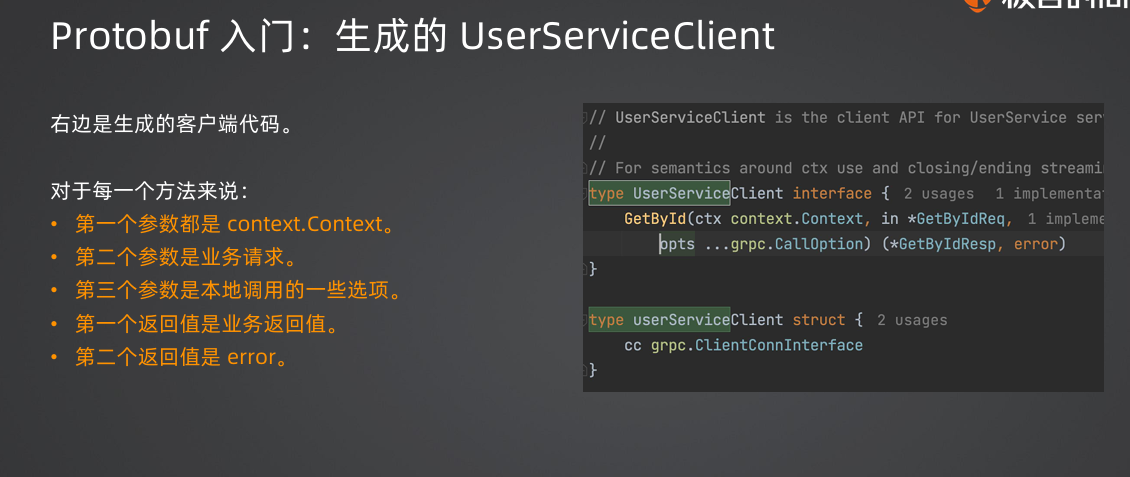 Protobuf 入门：生成的 UserServiceClient
右边是生成的客户端代码。
对于每一个方法来说：
• 第一个参数都是 context.Context。
• 第二个参数是业务请求。
• 第三个参数是本地调用的一些选项。
• 第一个返回值是业务返回值。
• 第二个返回值是 error。
// UserServiceClient is the client API for UserService
//
// For semantics around ctx use and closing/ending
type UserServiceClient interface { 2 usages 1
GetById(ctx context.Context, in *GetByIdReq, 1
opts ...grpc.CallOption) (*GetByIdResp, error)
}
type userServiceClient struct { 2 usages
cc grpc.ClientConnInterface
}